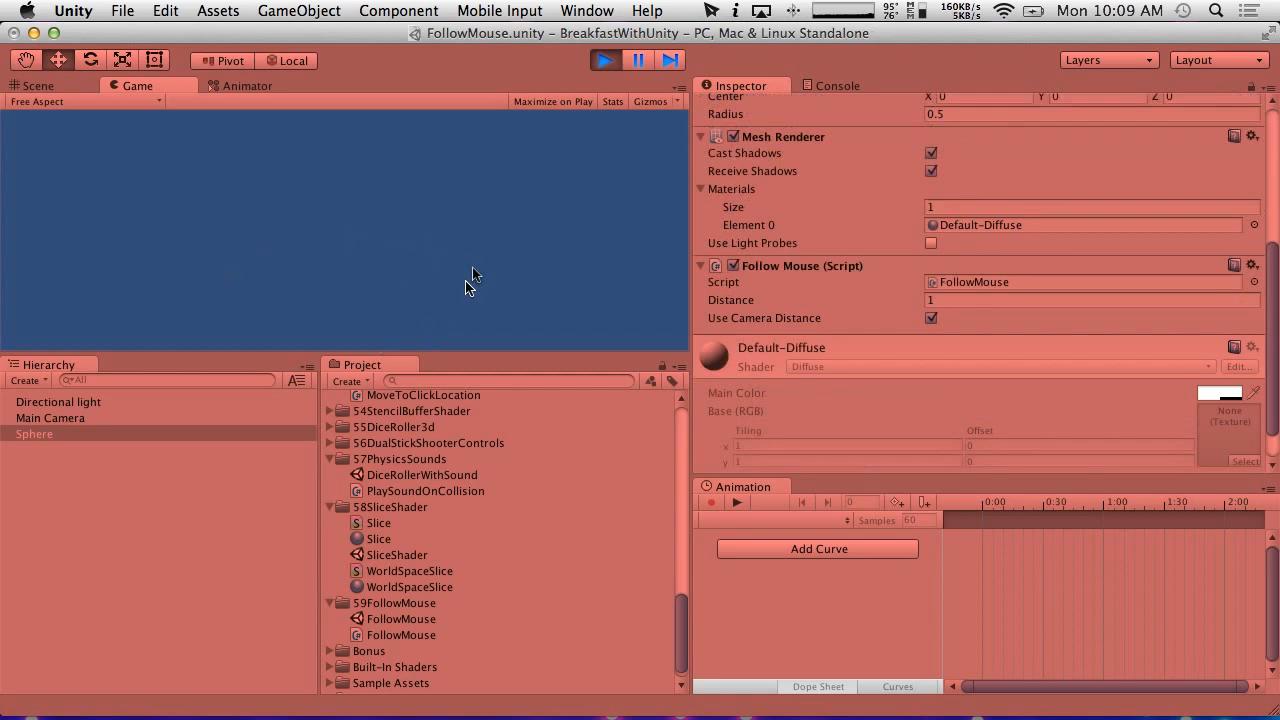 Unity File Edit Assets GameObject Component Mobile Input Window Help 95° 76° MEM 160KB/s 5KB/s Mon 10:09 AM
FollowMouse.unity – BreakfastWithUnity – PC, Mac & Linux Standalone
Pivot Local Layers Layout
Scene Game Animator
Free Aspect Maximize on Play Stats Gizmos
Inspector Console
Center X 0 Y 0 Z 0
Radius 0.5
Mesh Renderer
Cast Shadows
Receive Shadows
Materials
Size 1
Element 0 Default-Diffuse
Use Light Probes
Follow Mouse (Script)
Script FollowMouse
Distance 1
Use Camera Distance
Default-Diffuse
Shader Diffuse Edit...
Main Color
Base (RGB) None
(Texture)
Tiling Offset
x 1 0
y 1 0 Select
Hierarchy
Create All
Directional light
Main Camera
Sphere
Project
Create
MoveToClickLocation
54StencilBufferShader
55DiceRoller3d
56DualStickShooterControls
57PhysicsSounds
DiceRollerWithSound
PlaySoundOnCollision
58SliceShader
Slice
Slice
SliceShader
WorldSpaceSlice
WorldSpaceSlice
59FollowMouse
FollowMouse
FollowMouse
Bonus
Built-In Shaders
Sample Assets
Animation
0 0:00 0:30 1:00 1:30 2:00
Samples 60
Add Curve
Dope Sheet Curves